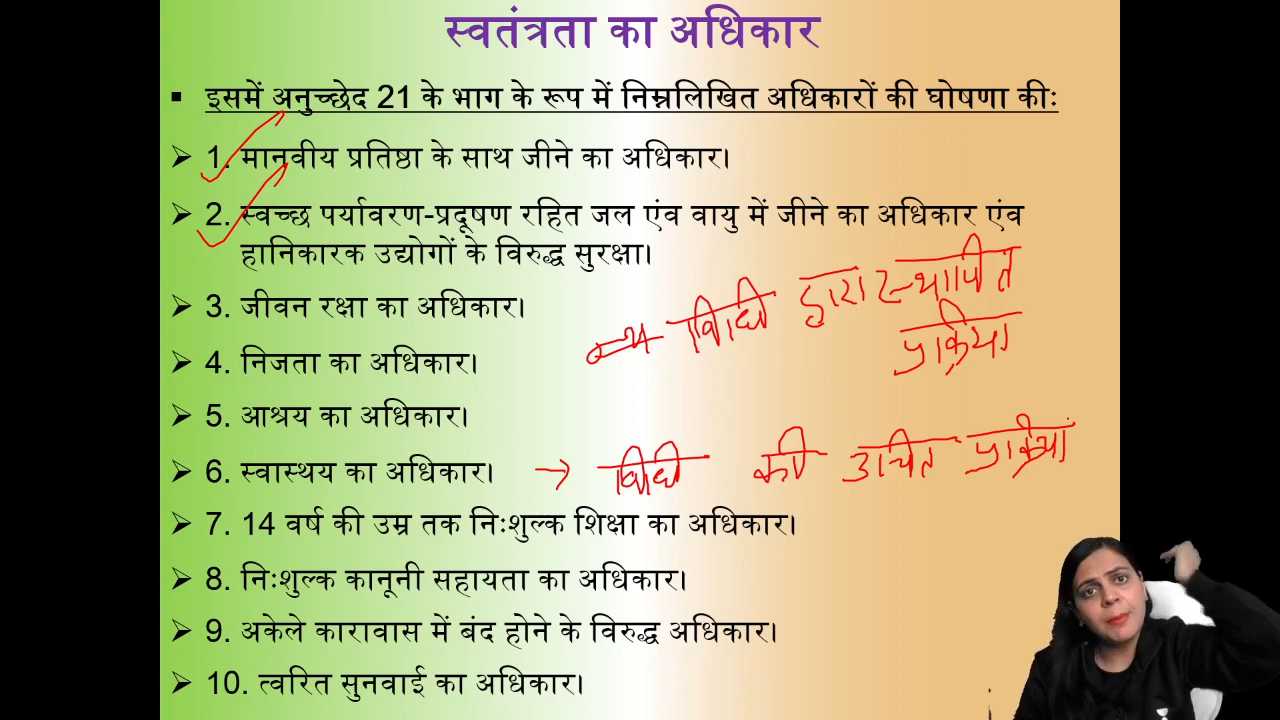 स्वतंत्रता का अधिकार
▪ इसमें अनुच्छेद 21 के भाग के रूप में निम्नलिखित अधिकारों की घोषणा कीः
➢ 1. मानवीय प्रतिष्ठा के साथ जीने का अधिकार।
➢ 2. स्वच्छ पर्यावरण-प्रदूषण रहित जल एंव वायु में जीने का अधिकार एंव
हानिकारक उद्योगों के विरुद्ध सुरक्षा।
➢ 3. जीवन रक्षा का अधिकार।
विधि द्वारा स्थापित
प्रक्रिया
➢ 4. निजता का अधिकार।
➢ 5. आश्रय का अधिकार।
➢ 6. स्वास्थय का अधिकार।
→ विधी की उचित प्रक्रिया
➢ 7. 14 वर्ष की उम्र तक निःशुल्क शिक्षा का अधिकार।
➢ 8. निःशुल्क कानूनी सहायता का अधिकार।
➢ 9. अकेले कारावास में बंद होने के विरुद्ध अधिकार।
➢ 10. त्वरित सुनवाई का अधिकार।